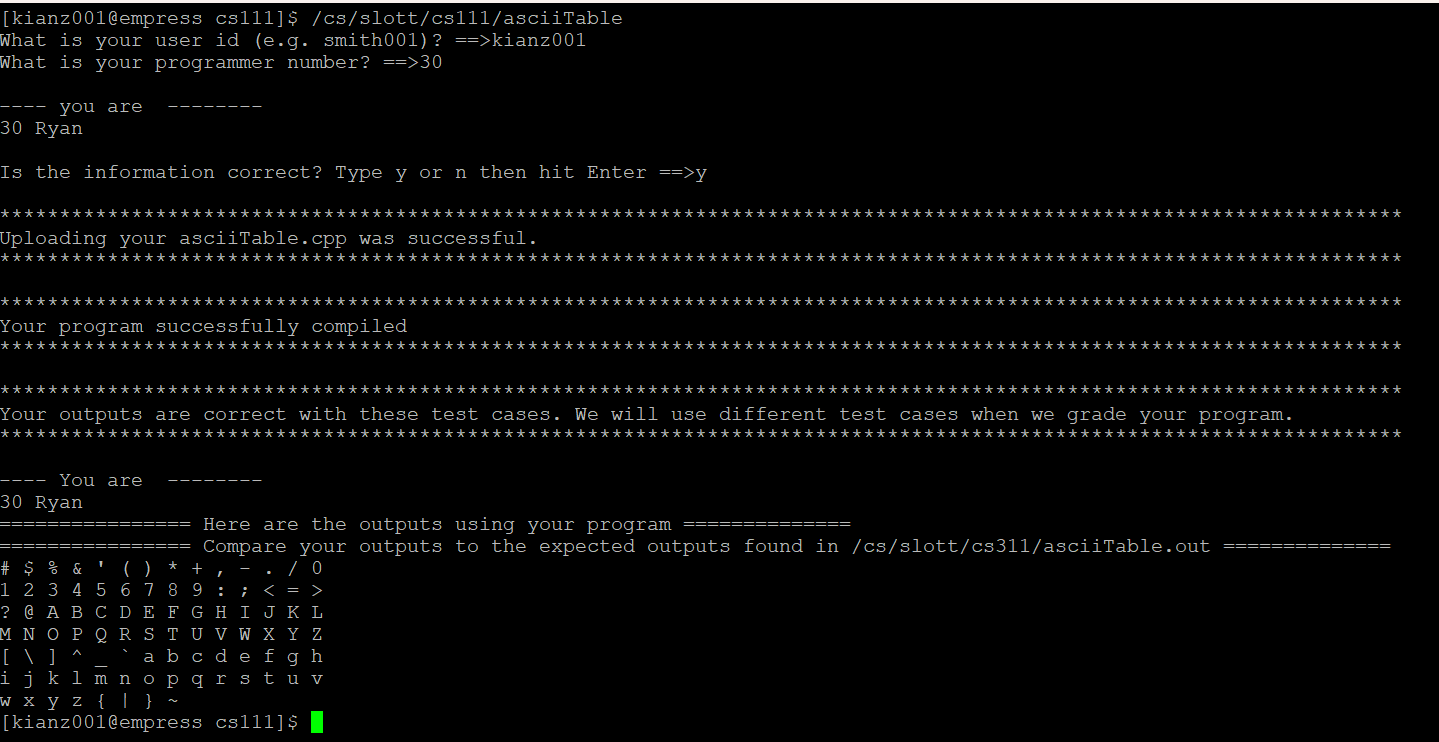 [kianz001@empress cs111]$ /cs/slott/cs111/asciiTable
What is your user id (e.g. smith001)? ==>kianz001
What is your programmer number? ==>30
---- you are  --------
30 Ryan
Is the information correct? Type y or n then hit Enter ==>y
*********************************************************************************************************************
Uploading your asciiTable.cpp was successful.
*********************************************************************************************************************
*********************************************************************************************************************
Your program successfully compiled
*********************************************************************************************************************
*********************************************************************************************************************
Your outputs are correct with these test cases. We will use different test cases when we grade your program.
*********************************************************************************************************************
---- You are  --------
30 Ryan
================ Here are the outputs using your program ==============
================ Compare your outputs to the expected outputs found in /cs/slott/cs311/asciiTable.out ==============
# $ % & ' ( ) * + , - . / 0
1 2 3 4 5 6 7 8 9 : ; < = >
? @ A B C D E F G H I J K L
M N O P Q R S T U V W X Y Z
[ \ ] ^ _ ` a b c d e f g h
i j k l m n o p q r s t u v
w x y z { | } ~
[kianz001@empress cs111]$